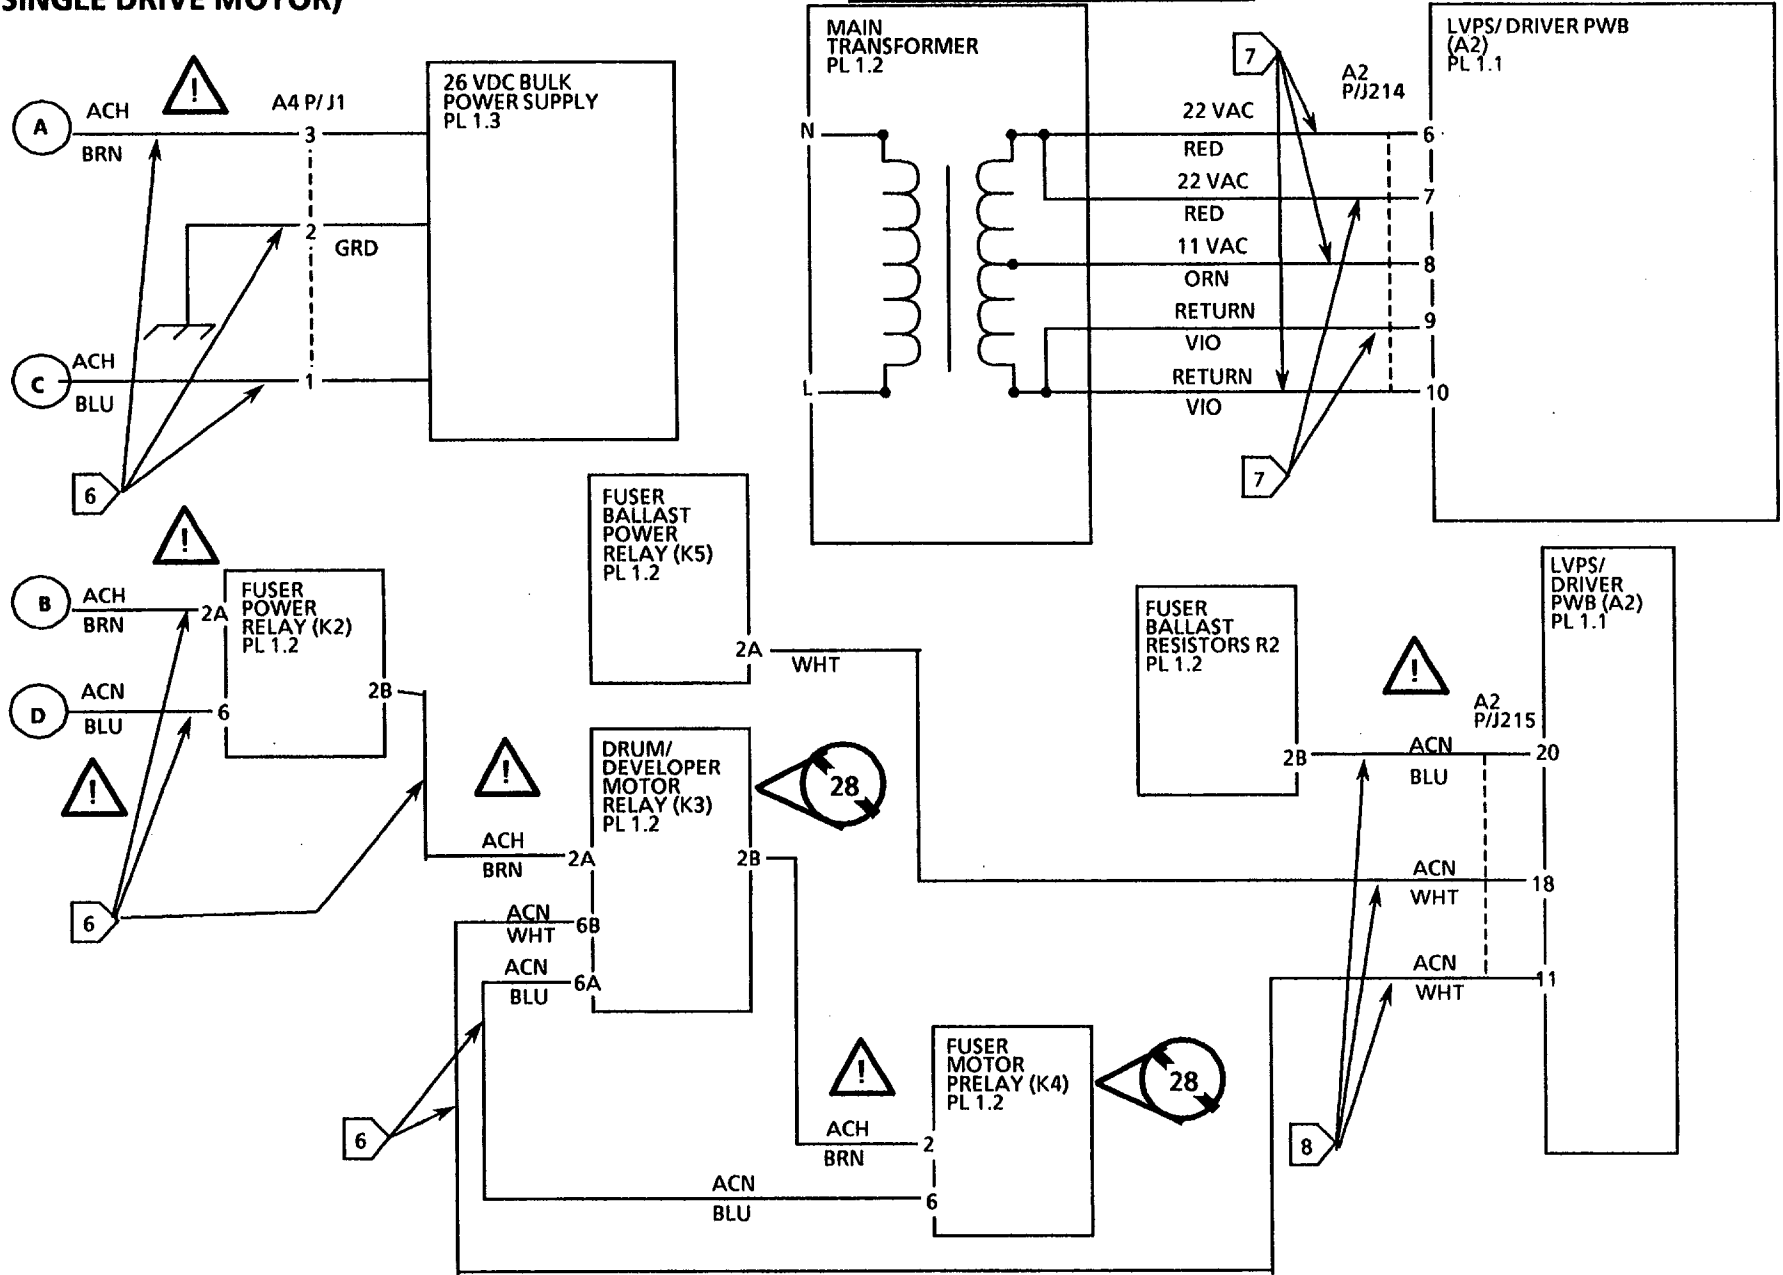 SINGLE DRIVE MOTOR)
A
ACH
BRN
!
A4 P/J1
3
2
GRD
C
ACH
BLU
1
6
26 VDC BULK
POWER SUPPLY
PL 1.3
MAIN
TRANSFORMER
PL 1.2
N
L
22 VAC
RED
22 VAC
RED
11 VAC
ORN
RETURN
VIO
RETURN
VIO
7
7
A2
P/J214
6
7
8
9
10
LVPS/ DRIVER PWB
(A2)
PL 1.1
!
B
ACH
BRN
2A
D
ACN
BLU
6
!
6
FUSER
POWER
RELAY (K2)
PL 1.2
2B
FUSER
BALLAST
POWER
RELAY (K5)
PL 1.2
2A
WHT
!
ACH
BRN
2A
ACN
WHT
6B
ACN
BLU
6A
DRUM/
DEVELOPER
MOTOR
RELAY (K3)
PL 1.2
28
2B
6
!
ACH
BRN
2
ACN
BLU
6
FUSER
MOTOR
PRELAY (K4)
PL 1.2
28
FUSER
BALLAST
RESISTORS R2
PL 1.2
2B
!
A2
P/J215
ACN
BLU
20
ACN
WHT
18
ACN
WHT
11
8
LVPS/
DRIVER
PWB (A2)
PL 1.1